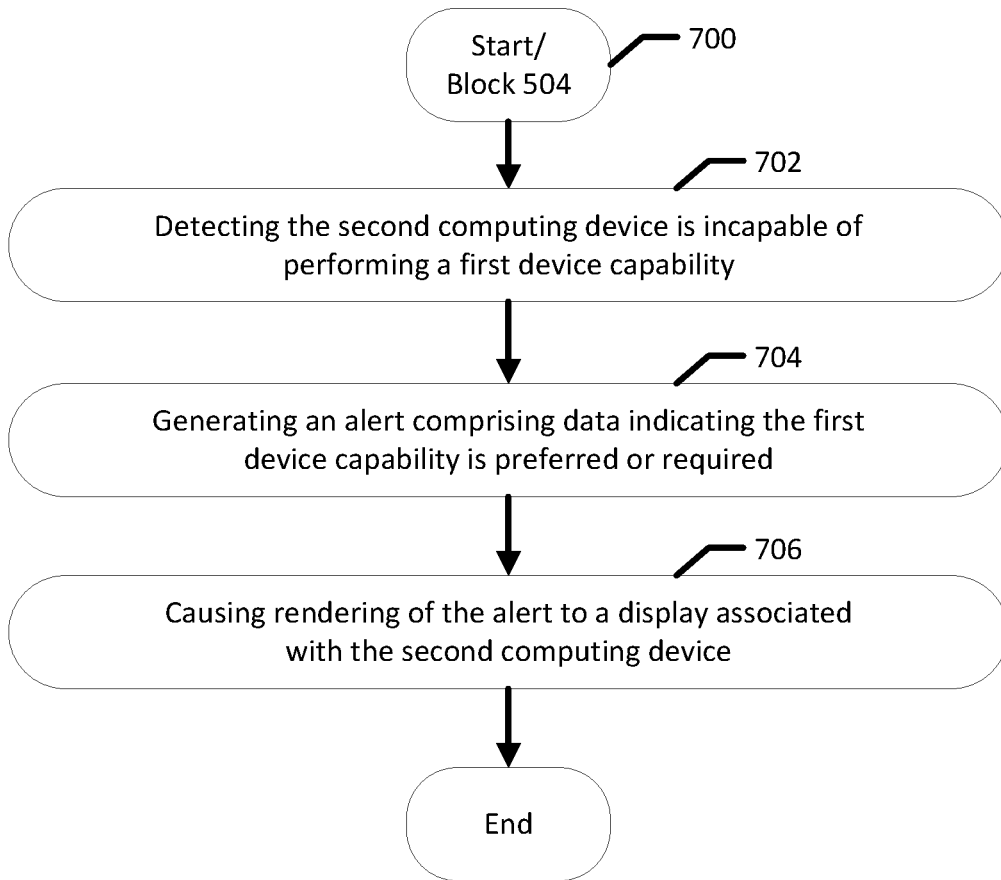 Start/
Block 504
700
702
Detecting the second computing device is incapable of
performing a first device capability
704
Generating an alert comprising data indicating the first
device capability is preferred or required
706
Causing rendering of the alert to a display associated
with the second computing device
End